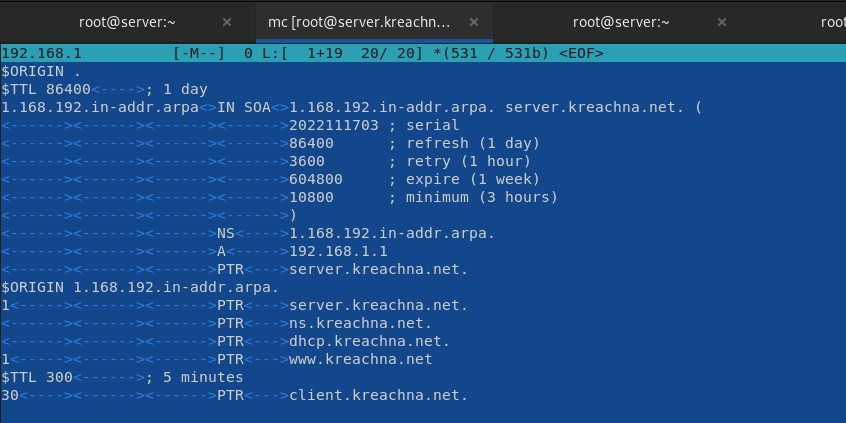 root@server:~ × mc [root@server.kreachn... × root@server:~ × root
192.168.1 [-M--] 0 L:[ 1+19 20/ 20] *(531 / 531b) <EOF>
$ORIGIN .
$TTL 86400<---->; 1 day
1.168.192.in-addr.arpa<>IN SOA<>1.168.192.in-addr.arpa. server.kreachna.net. (
<------><------><------><------>2022111703 ; serial
<------><------><------><------>86400      ; refresh (1 day)
<------><------><------><------>3600       ; retry (1 hour)
<------><------><------><------>604800     ; expire (1 week)
<------><------><------><------>10800      ; minimum (3 hours)
<------><------><------><------>)
<------><------><------>NS<---->1.168.192.in-addr.arpa.
<------><------><------>A<----->192.168.1.1
<------><------><------>PTR<--->server.kreachna.net.
$ORIGIN 1.168.192.in-addr.arpa.
1<-----><------><------>PTR<--->server.kreachna.net.
<------><------><------>PTR<--->ns.kreachna.net.
<------><------><------>PTR<--->dhcp.kreachna.net.
1<-----><------><------>PTR<--->www.kreachna.net
$TTL 300<------>; 5 minutes
30<----><------><------>PTR<--->client.kreachna.net.